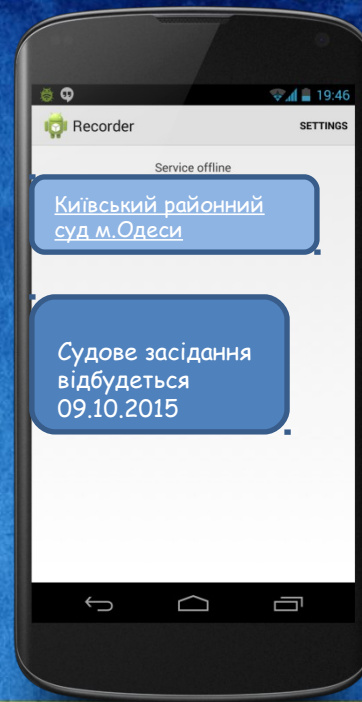 19:46
Recorder SETTINGS
Service offline
Київський районний
суд м.Одеси
Судове засідання
відбудеться
09.10.2015